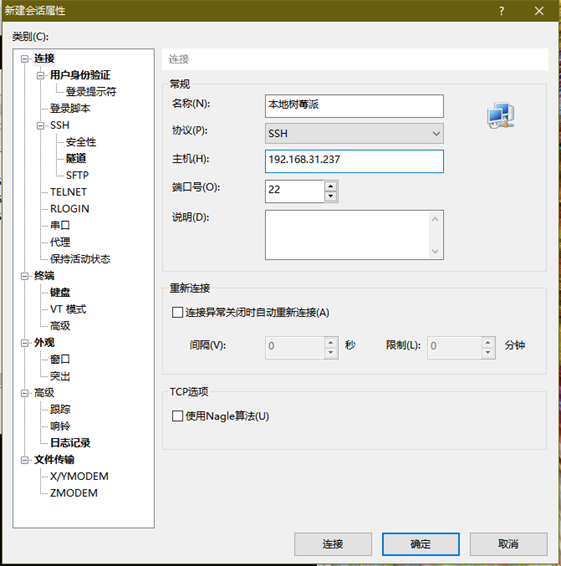 新建会话属性
类别(C):
连接
用户身份验证
登录提示符
登录脚本
SSH
安全性
隧道
SFTP
TELNET
RLOGIN
串口
代理
保持活动状态
终端
键盘
VT 模式
高级
外观
窗口
突出
高级
跟踪
响铃
日志记录
文件传输
X/YMODEM
ZMODEM
连接
常规
名称(N): 本地树莓派
协议(P): SSH
主机(H): 192.168.31.237
端口号(O): 22
说明(D):
重新连接
连接异常关闭时自动重新连接(A)
间隔(V): 0 秒 限制(L): 0 分钟
TCP选项
使用Nagle算法(U)
连接 确定 取消